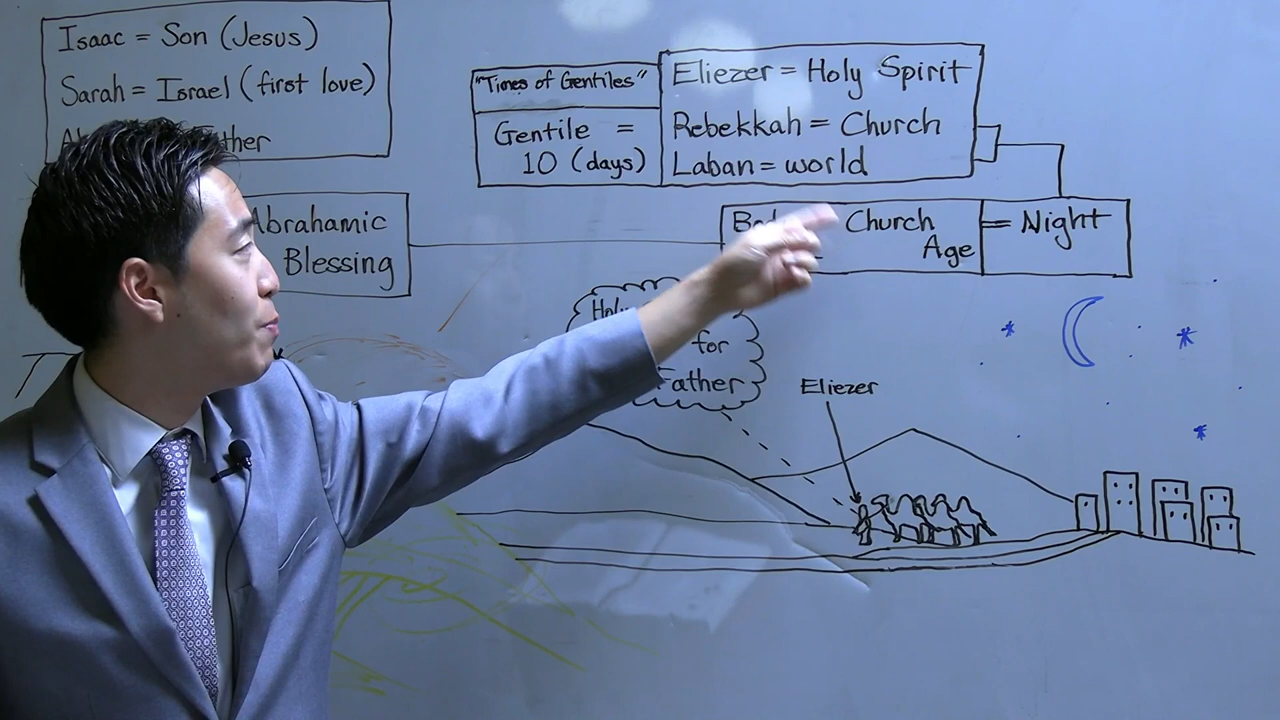 Isaac = Son (Jesus)
Sarah = Israel (first love)
"Times of Gentiles"
Gentile =
10 (days)
Eliezer = Holy Spirit
Rebekkah = Church
Laban = world
Abrahamic
Blessing
Church
Age
= Night
for
Father
Eliezer